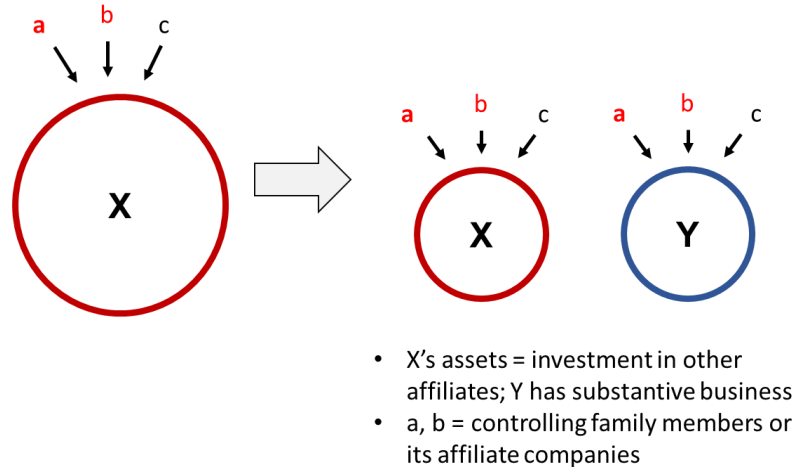 a b c
X
a b c
a b c
X
Y
• X’s assets = investment in other
affiliates; Y has substantive business
• a, b = controlling family members or
its affiliate companies